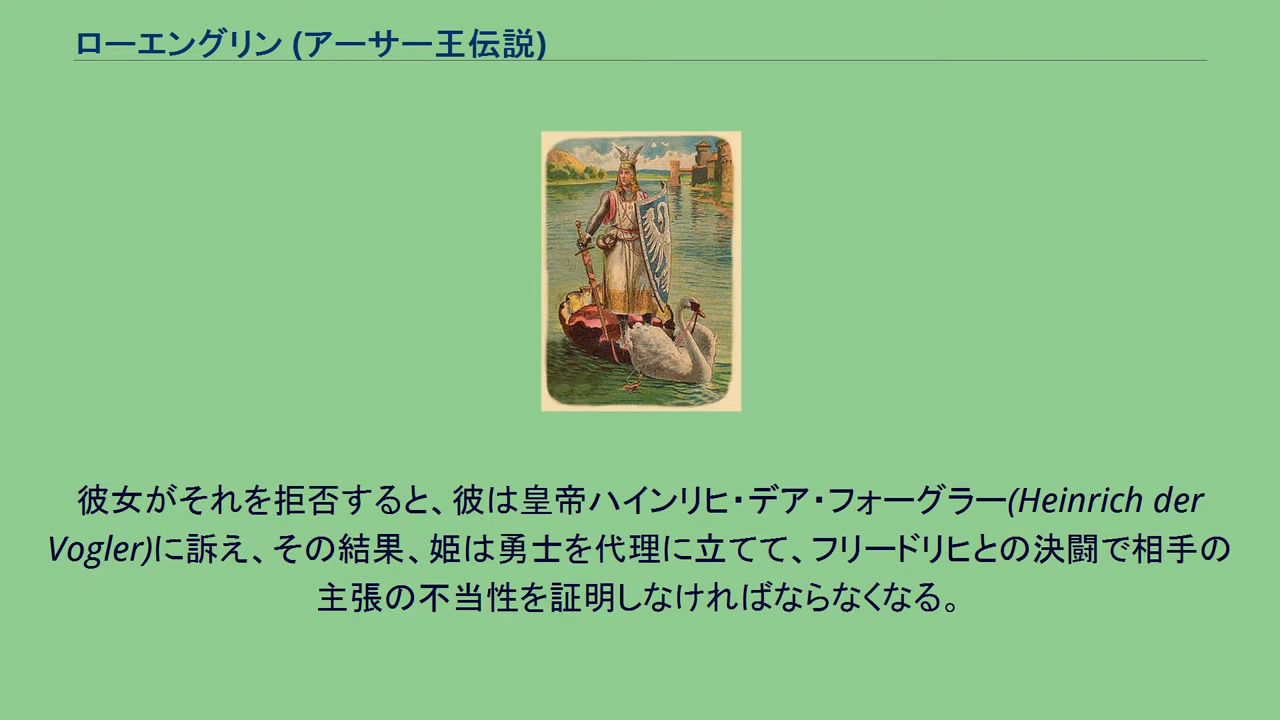 ローエングリン (アーサー王伝説)
彼女がそれを拒否すると、彼は皇帝ハインリヒ・デア・フォーグラー(Heinrich der
Vogler)に訴え、その結果、姫は勇士を代理に立てて、フリードリヒとの決闘で相手の
主張の不当性を証明しなければならなくなる。